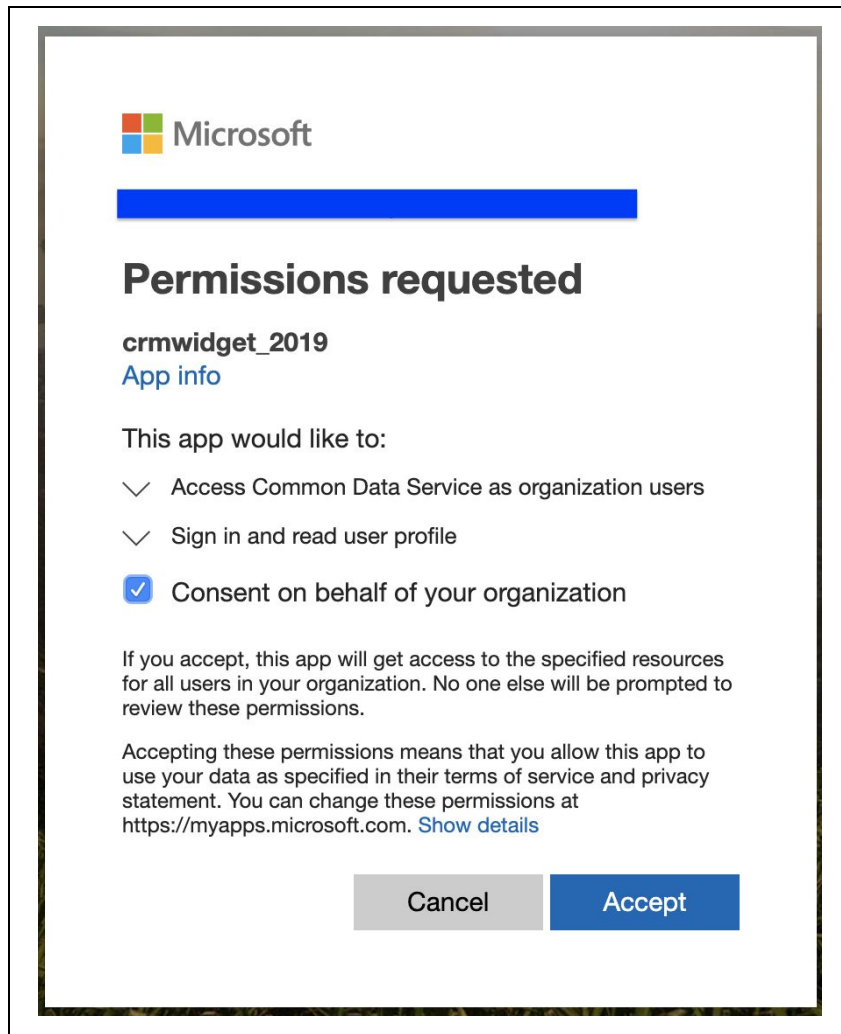 Microsoft
Permissions requested
crmwidget_2019
App info
This app would like to:
Access Common Data Service as organization users
Sign in and read user profile
Consent on behalf of your organization
If you accept, this app will get access to the specified resources
for all users in your organization. No one else will be prompted to
review these permissions.
Accepting these permissions means that you allow this app to
use your data as specified in their terms of service and privacy
statement. You can change these permissions at
https://myapps.microsoft.com. Show details
Cancel Accept